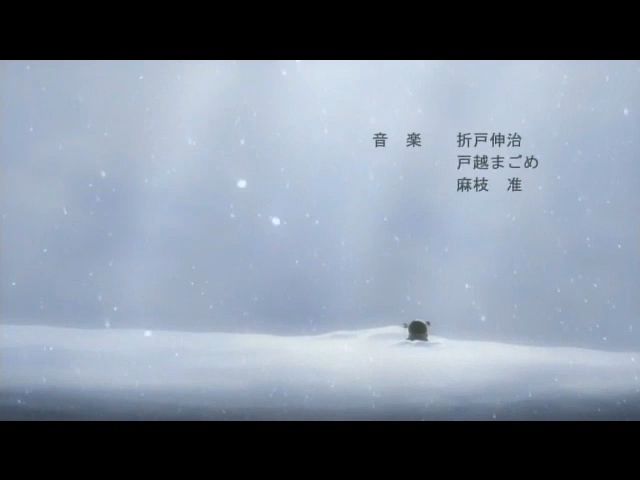 音　楽　　折戸伸治
戸越まごめ
麻枝　准